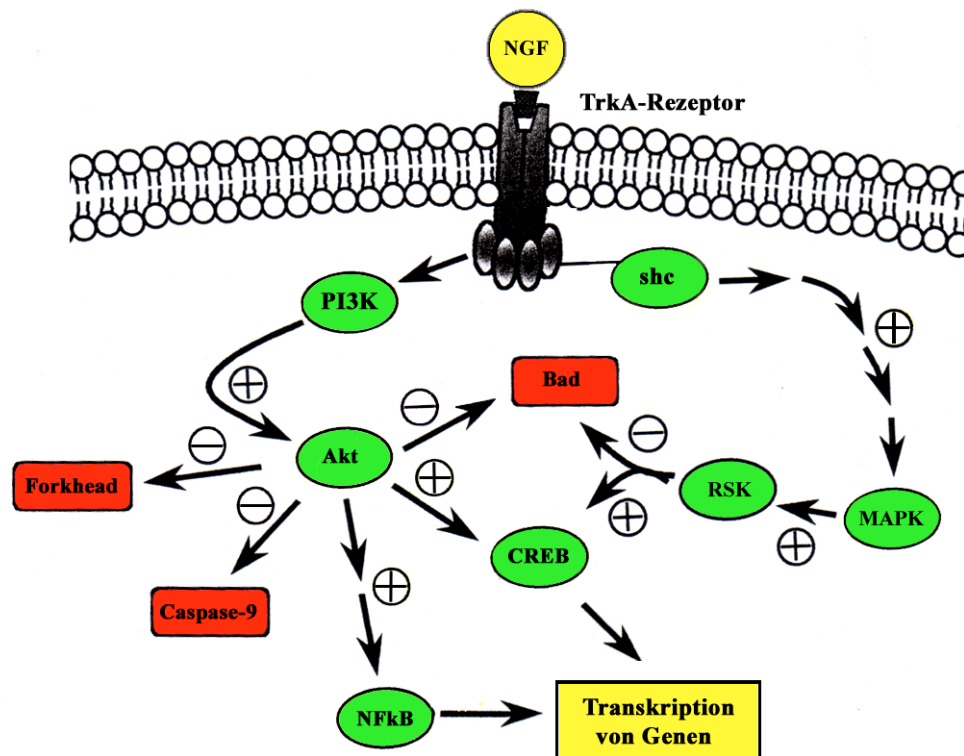 NGF
TrkA-Rezeptor
PI3K
shc
Bad
Akt
Forkhead
RSK
MAPK
CREB
Caspase-9
NFkB
Transkription
von Genen